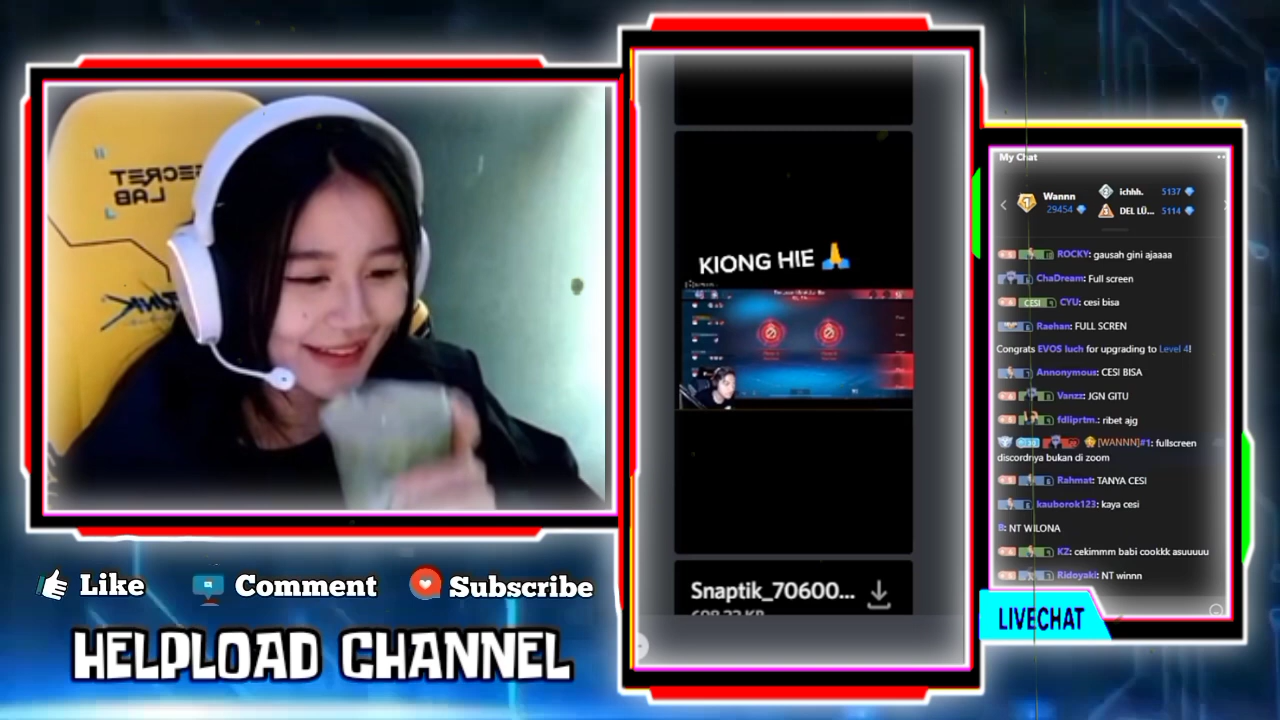 SECRET
LAB
Like
Comment
Subscribe
HELPLOAD CHANNEL
KIONG HIE 🙏
Snaptik_70600...
My Chat
Wannn
29454
ichhh. 5137
DEL LÜ... 5114
ROCKY: gausah gini ajaaaa
ChaDream: Full screen
CESI CYU: cesi bisa
Raehan: FULL SCREN
Congrats EVOS luch for upgrading to Level 4!
Annonymous: CESI BISA
Vanzz: JGN GITU
fdliprtm.: ribet ajg
[WANNN]#1: fullscreen
discordnya bukan di zoom
Rahmat: TANYA CESI
kauborok123: kaya cesi
B: NT WILONA
KZ: cekimmm babi cookkk asuuuuu
Ridoyaki: NT winnn
LIVECHAT